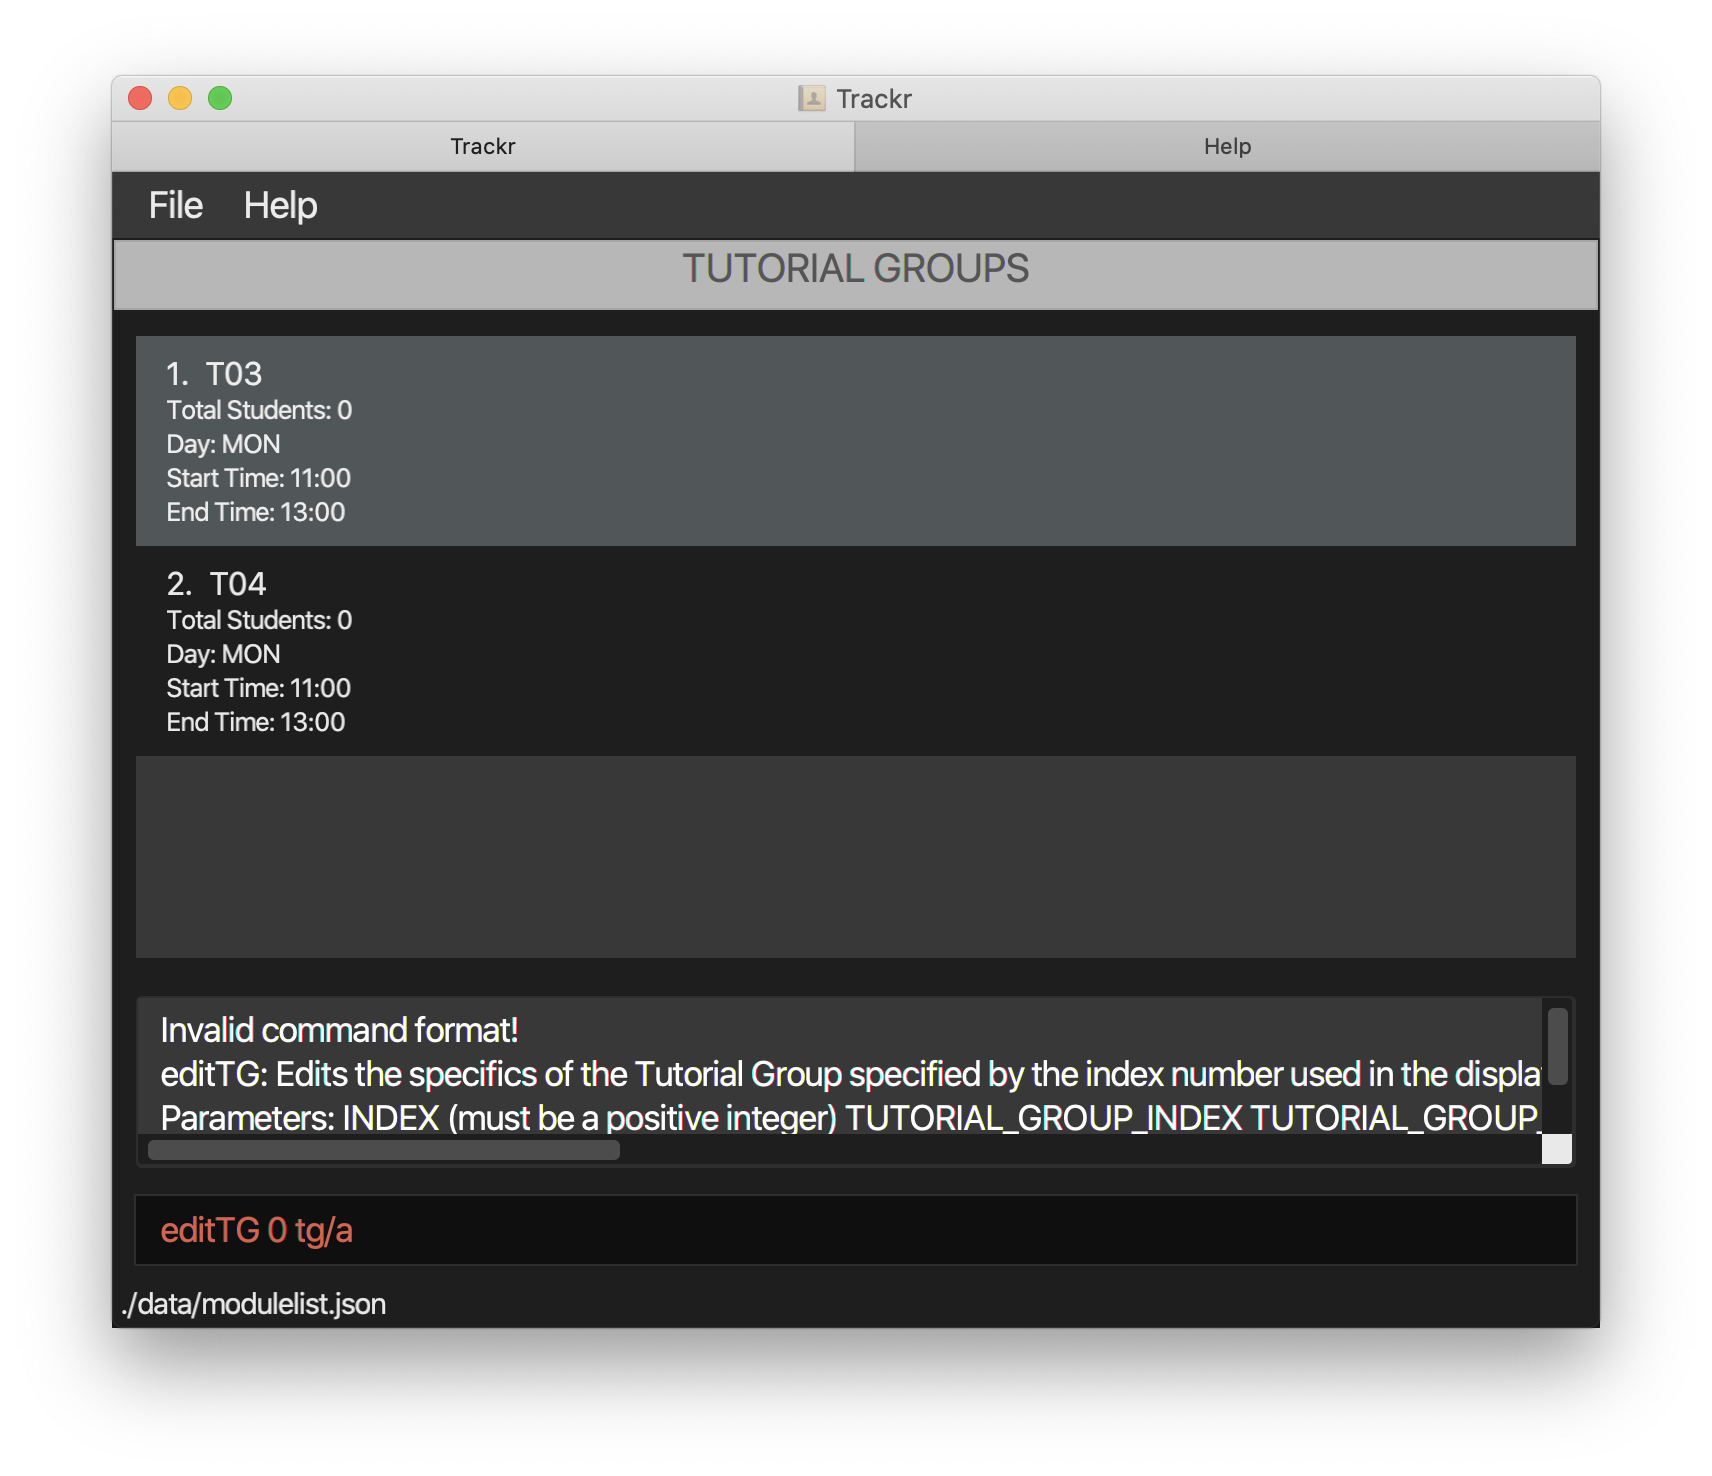 Trackr
Trackr Help
File Help
TUTORIAL GROUPS
1. T03
Total Students: 0
Day: MON
Start Time: 11:00
End Time: 13:00
2. T04
Total Students: 0
Day: MON
Start Time: 11:00
End Time: 13:00
Invalid command format!
editTG: Edits the specifics of the Tutorial Group specified by the index number used in the displa
Parameters: INDEX (must be a positive integer) TUTORIAL_GROUP_INDEX TUTORIAL_GROUP_
editTG 0 tg/a
./data/modulelist.json